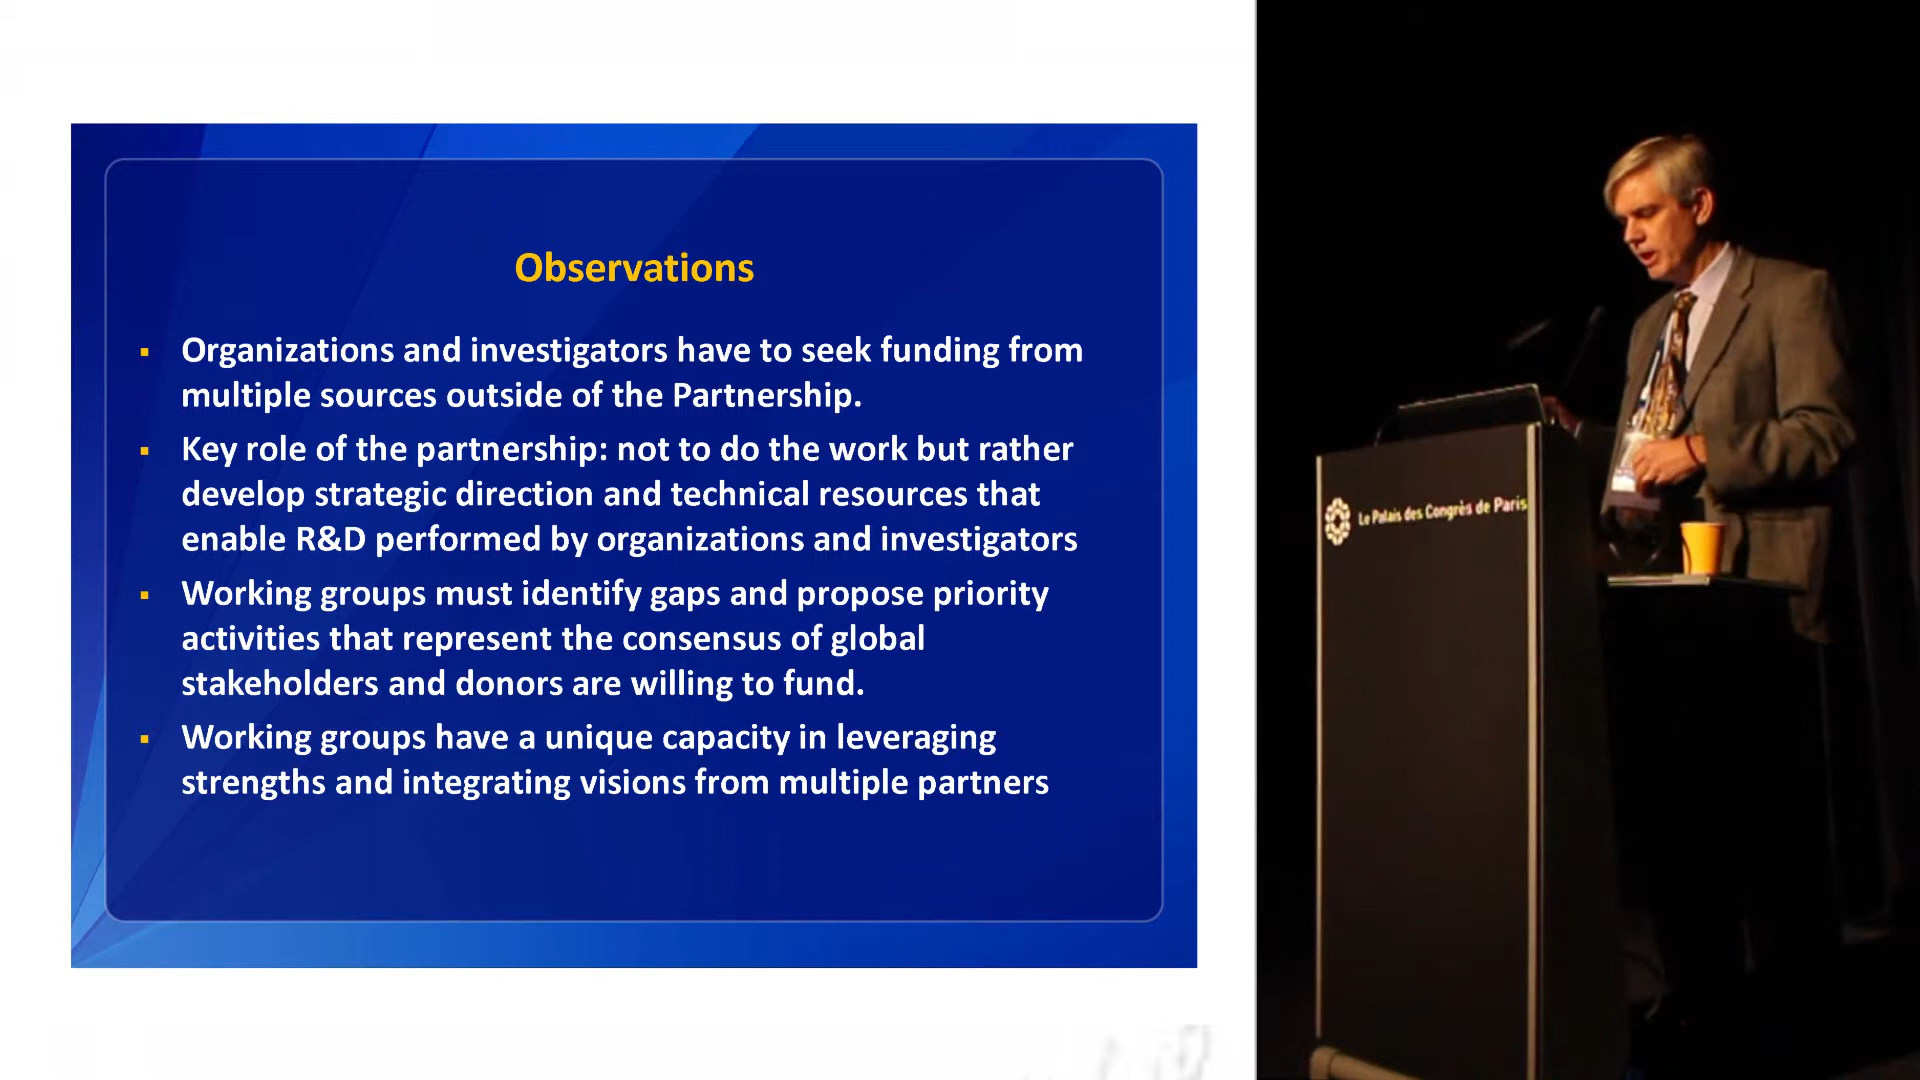 Observations
▪ Organizations and investigators have to seek funding from
multiple sources outside of the Partnership.
▪ Key role of the partnership: not to do the work but rather
develop strategic direction and technical resources that
enable R&D performed by organizations and investigators
▪ Working groups must identify gaps and propose priority
activities that represent the consensus of global
stakeholders and donors are willing to fund.
▪ Working groups have a unique capacity in leveraging
strengths and integrating visions from multiple partners
Le Palais des Congrès de Paris